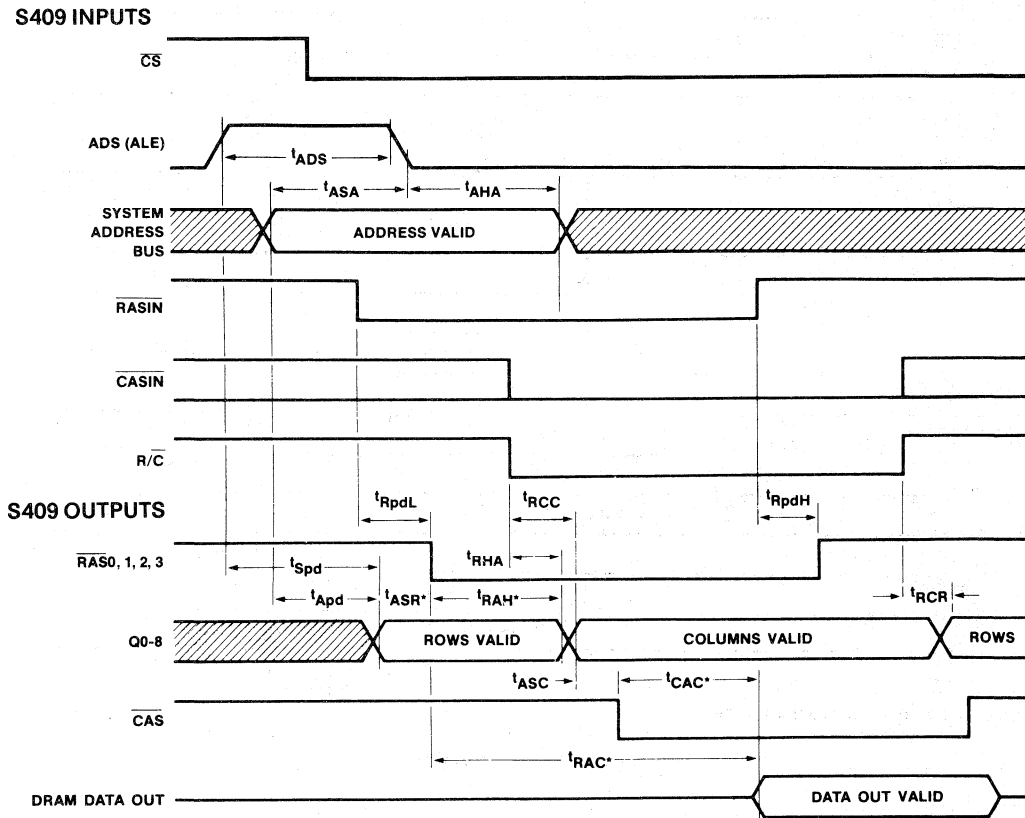 S409 INPUTS
CS
ADS (ALE)
tADS
tASA
tAHA
SYSTEM
ADDRESS
BUS
ADDRESS VALID
RASIN
CASIN
R/C
tRpdL
tRCC
tRpdH
S409 OUTPUTS
tRHA
RAS0, 1, 2, 3
tSpd
tApd
tASR*
tRAH*
tRCR
Q0-8
ROWS VALID
COLUMNS VALID
ROWS
tASC
tCAC*
CAS
tRAC*
DRAM DATA OUT
DATA OUT VALID